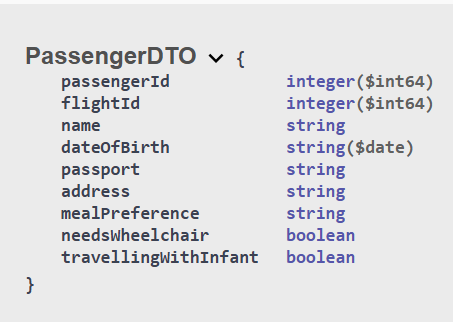 PassengerDTO {
passengerId integer($int64)
flightId integer($int64)
name string
dateOfBirth string($date)
passport string
address string
mealPreference string
needsWheelchair boolean
travellingWithInfant boolean
}